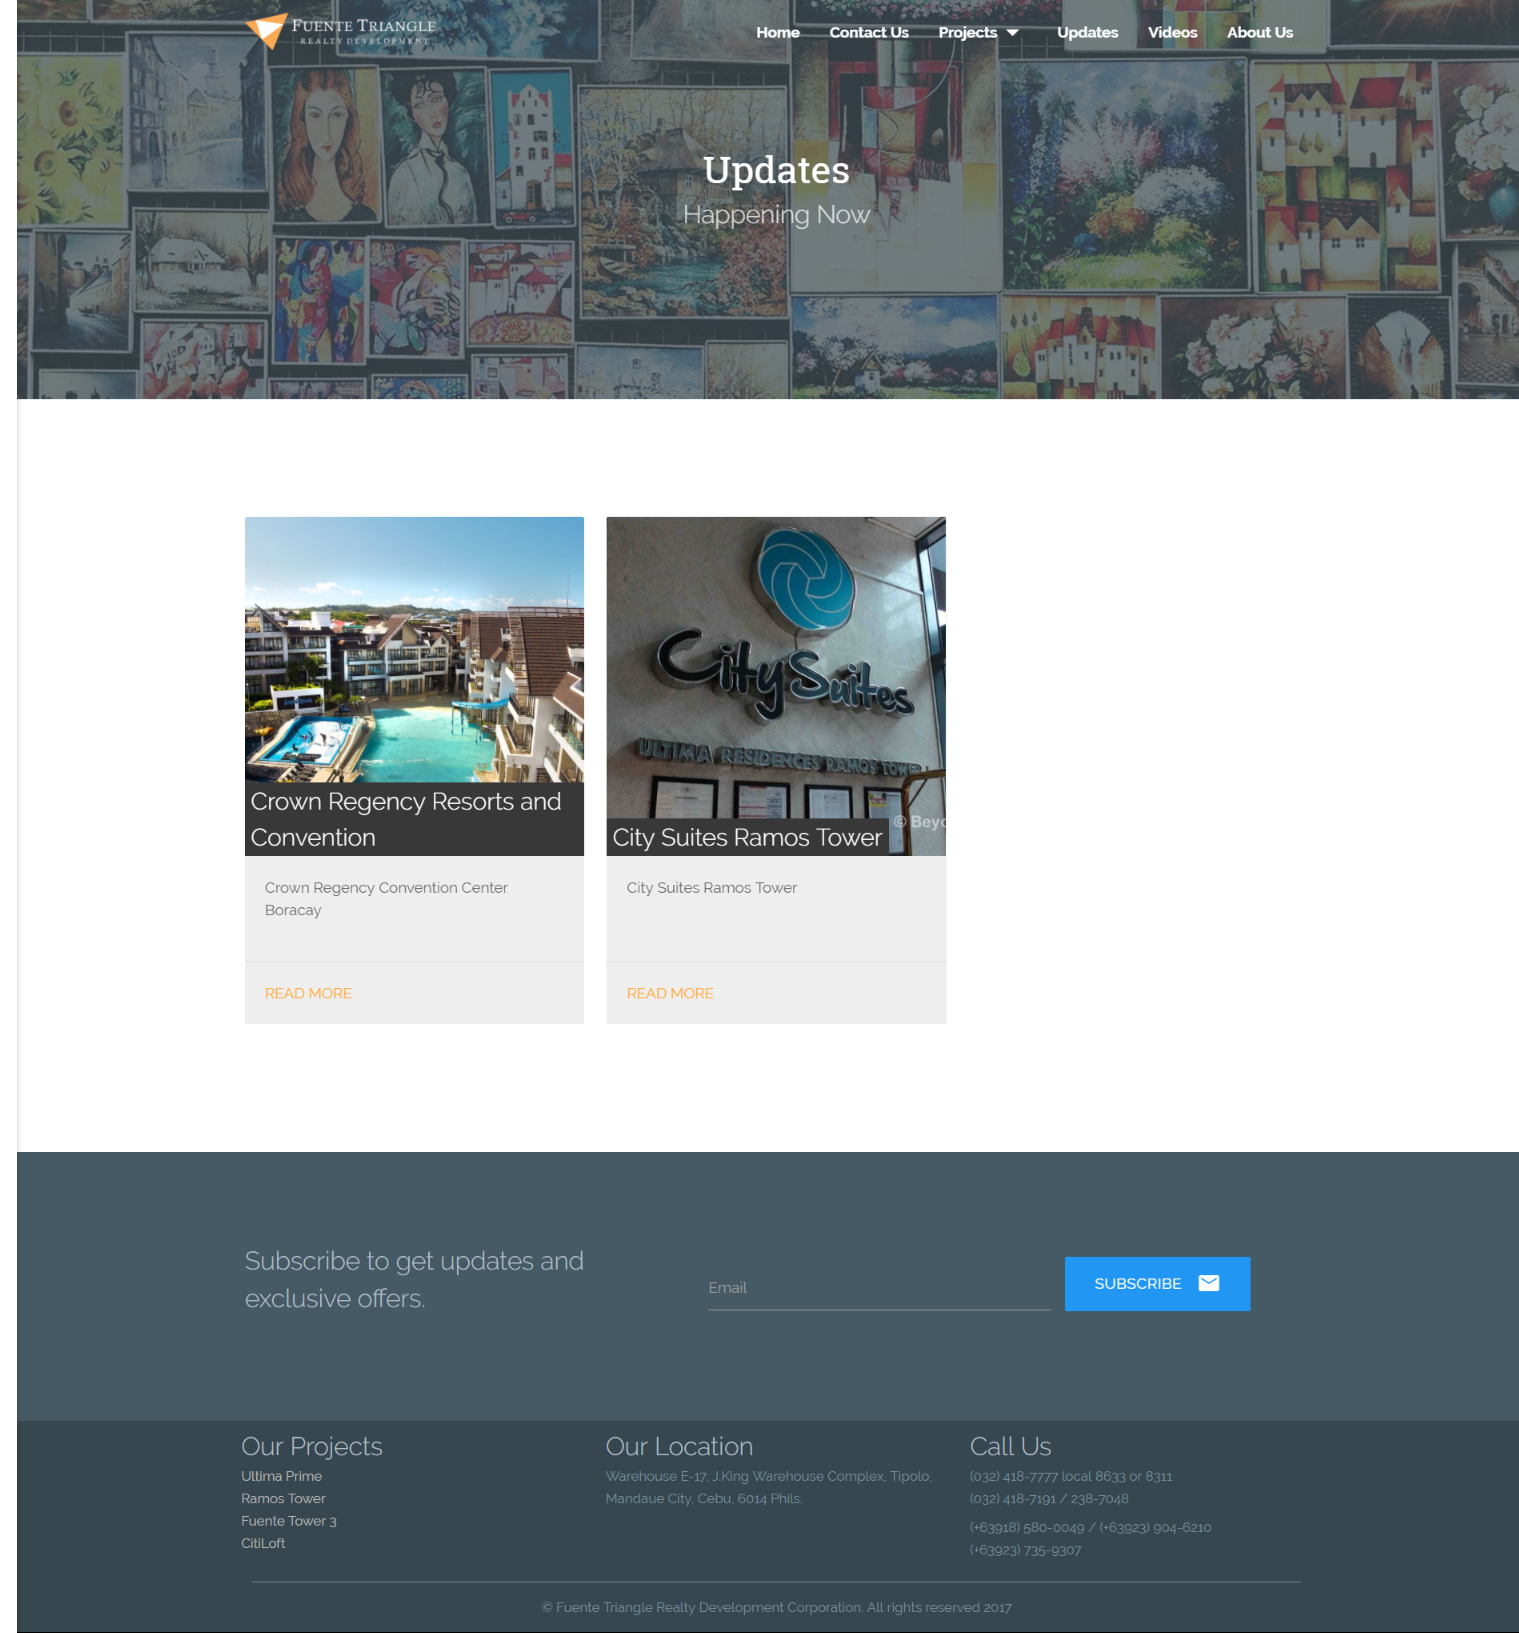 FUENTE TRIANGLE
REALTY DEVELOPMENT
Home Contact Us Projects Updates Videos About Us
Updates
Happening Now
City Suites
ULTIMA RESIDENCES RAMOS TOWER
© Beyo
Crown Regency Resorts and
Convention
City Suites Ramos Tower
Crown Regency Convention Center
Boracay
City Suites Ramos Tower
READ MORE
READ MORE
Subscribe to get updates and
exclusive offers.
Email
SUBSCRIBE
Our Projects
Ultima Prime
Ramos Tower
Fuente Tower 3
CitiLoft
Our Location
Warehouse E-17, J.King Warehouse Complex, Tipolo,
Mandaue City, Cebu, 6014 Phils.
Call Us
(032) 418-7777 local 8633 or 8311
(032) 418-7191 / 238-7048
(+63918) 580-0049 / (+63923) 904-6210
(+63923) 735-9307
© Fuente Triangle Realty Development Corporation. All rights reserved 2017